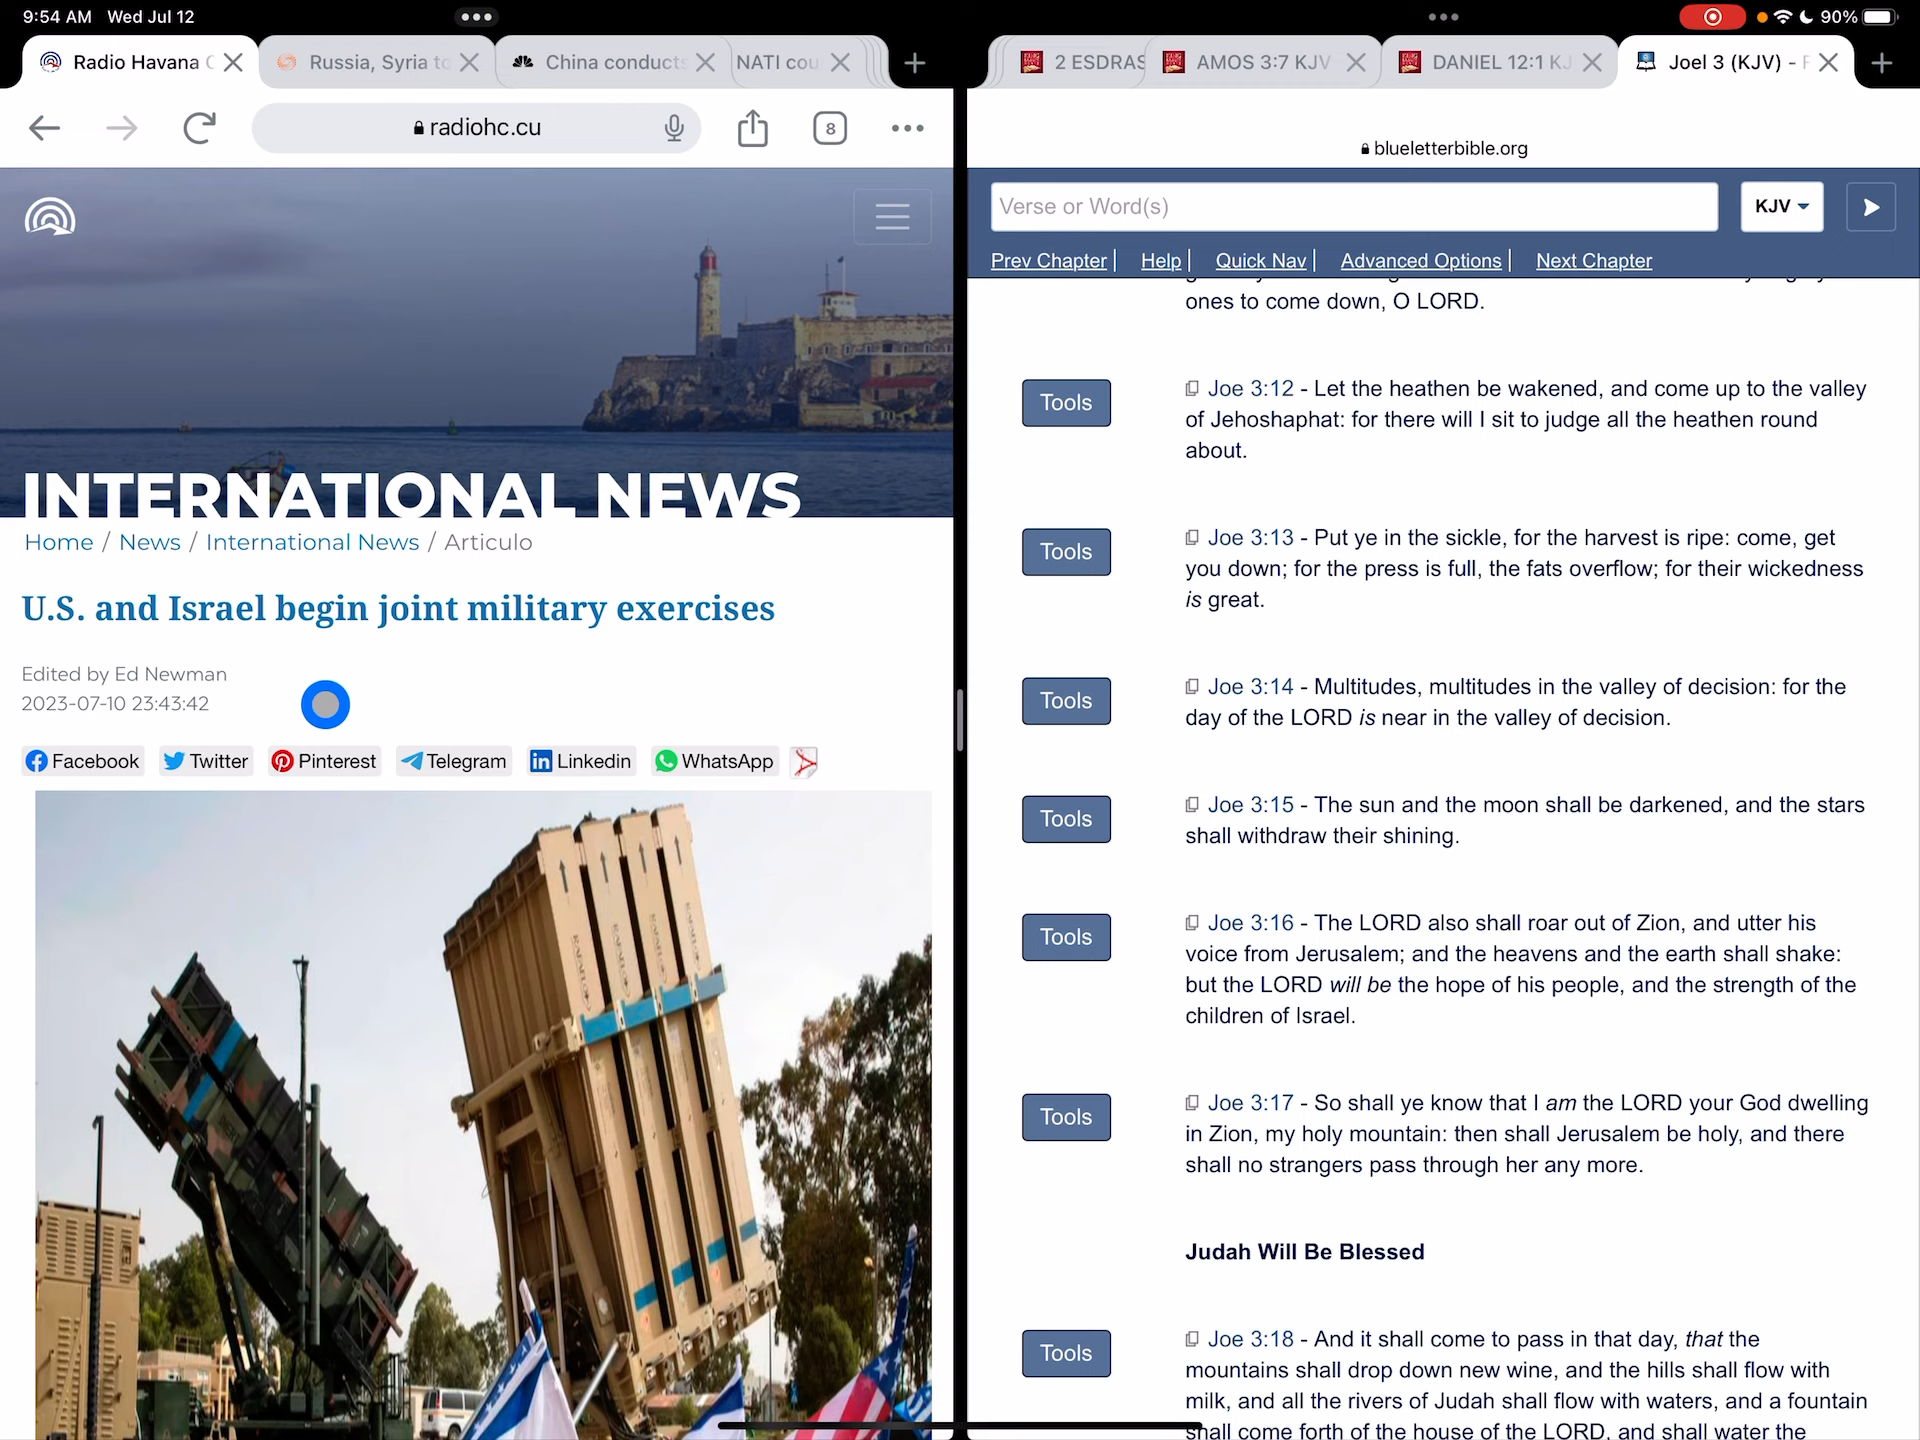 9:54 AM Wed Jul 12
90%
Radio Havana C
Russia, Syria to
China conducts
NATI cou
radiohc.cu
8
INTERNATIONAL NEWS
Home / News / International News / Articulo
U.S. and Israel begin joint military exercises
Edited by Ed Newman
2023-07-10 23:43:42
Facebook
Twitter
Pinterest
Telegram
Linkedin
WhatsApp
RAFAEL
RAFAEL
RAFAEL
RAFAEL
2 ESDRAS
AMOS 3:7 KJV
DANIEL 12:1 KJ
Joel 3 (KJV) - F
blueletterbible.org
Verse or Word(s)
KJV
Prev Chapter | Help | Quick Nav | Advanced Options | Next Chapter
ones to come down, O LORD.
Tools
Joe 3:12 - Let the heathen be wakened, and come up to the valley
of Jehoshaphat: for there will I sit to judge all the heathen round
about.
Tools
Joe 3:13 - Put ye in the sickle, for the harvest is ripe: come, get
you down; for the press is full, the fats overflow; for their wickedness
is great.
Tools
Joe 3:14 - Multitudes, multitudes in the valley of decision: for the
day of the LORD is near in the valley of decision.
Tools
Joe 3:15 - The sun and the moon shall be darkened, and the stars
shall withdraw their shining.
Tools
Joe 3:16 - The LORD also shall roar out of Zion, and utter his
voice from Jerusalem; and the heavens and the earth shall shake:
but the LORD will be the hope of his people, and the strength of the
children of Israel.
Tools
Joe 3:17 - So shall ye know that I am the LORD your God dwelling
in Zion, my holy mountain: then shall Jerusalem be holy, and there
shall no strangers pass through her any more.
Judah Will Be Blessed
Tools
Joe 3:18 - And it shall come to pass in that day, that the
mountains shall drop down new wine, and the hills shall flow with
milk, and all the rivers of Judah shall flow with waters, and a fountain
shall come forth of the house of the LORD, and shall water the